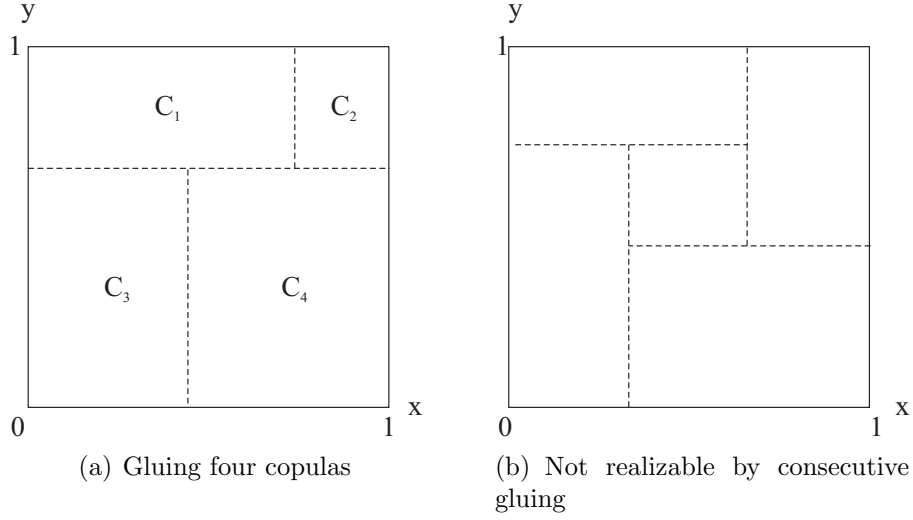 y
1
C₁
C₂
C₃
C₄
0
1
x
(a) Gluing four copulas
y
1
0
1
x
(b) Not realizable by consecutive
gluing